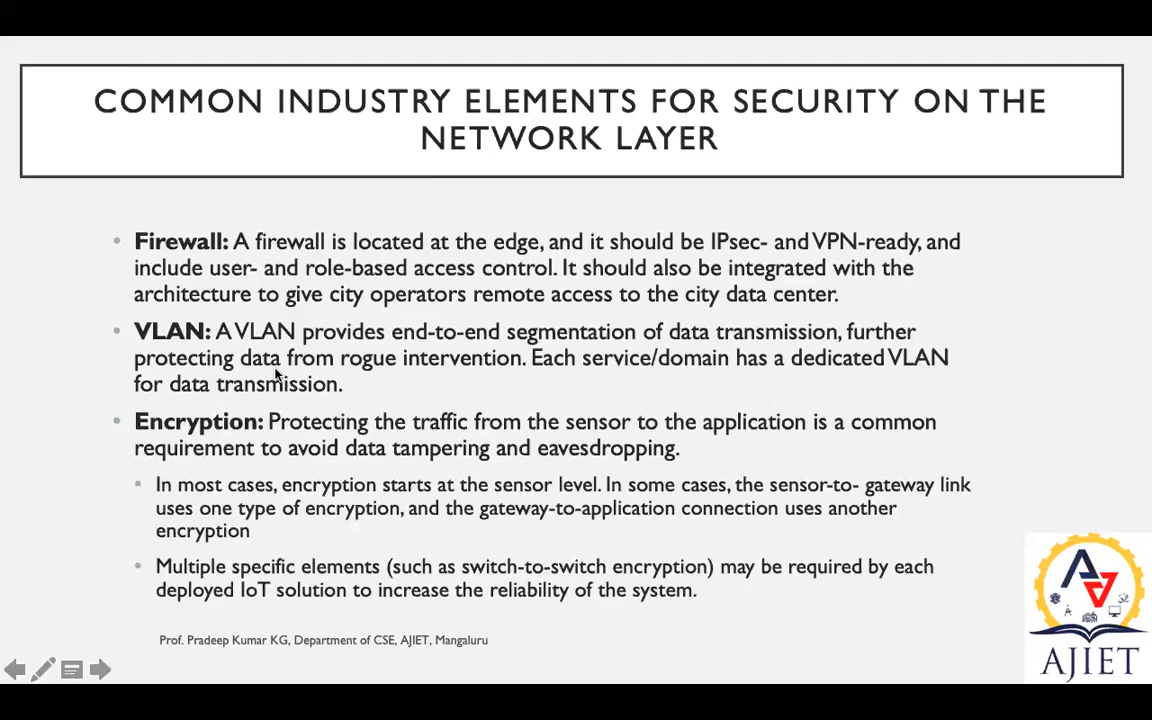 COMMON INDUSTRY ELEMENTS FOR SECURITY ON THE
NETWORK LAYER
• Firewall: A firewall is located at the edge, and it should be IPsec- and VPN-ready, and
include user- and role-based access control. It should also be integrated with the
architecture to give city operators remote access to the city data center.
• VLAN: A VLAN provides end-to-end segmentation of data transmission, further
protecting data from rogue intervention. Each service/domain has a dedicated VLAN
for data transmission.
• Encryption: Protecting the traffic from the sensor to the application is a common
requirement to avoid data tampering and eavesdropping.
• In most cases, encryption starts at the sensor level. In some cases, the sensor-to- gateway link
uses one type of encryption, and the gateway-to-application connection uses another
encryption
• Multiple specific elements (such as switch-to-switch encryption) may be required by each
deployed IoT solution to increase the reliability of the system.
Prof. Pradeep Kumar KG, Department of CSE, AJIET, Mangaluru
AJIET